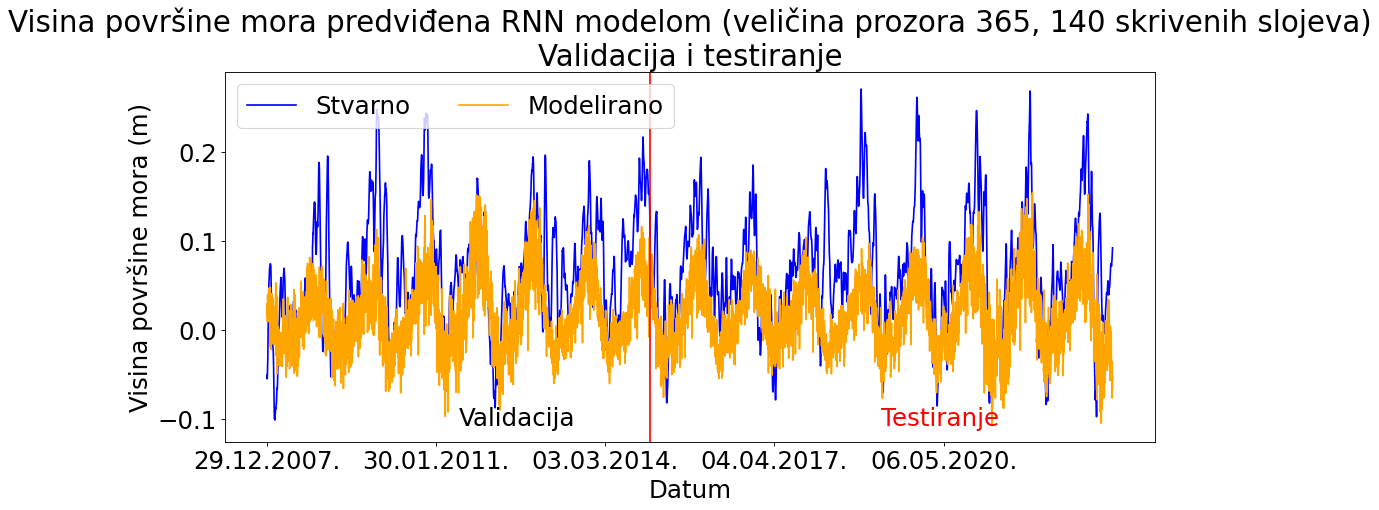 Visina površine mora predviđena RNN modelom (veličina prozora 365, 140 skrivenih slojeva)
Validacija i testiranje
Stvarno
Modelirano
Visina površine mora (m)
0.2
0.1
0.0
−0.1
Validacija
Testiranje
29.12.2007.
30.01.2011.
03.03.2014.
04.04.2017.
06.05.2020.
Datum